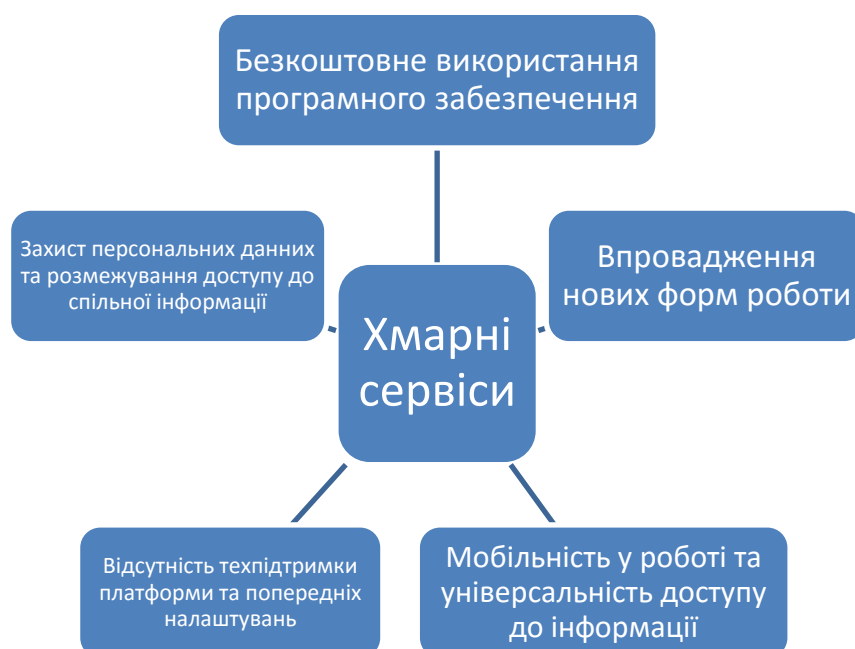 Безкоштовне використання
програмного забезпечення
Захист персональних данних
та розмежування доступу до
спільної інформації
Впровадження
нових форм роботи
Хмарні
сервіси
Відсутність техпідтримки
платформи та попередніх
налаштувань
Мобільність у роботі та
універсальність доступу
до інформації